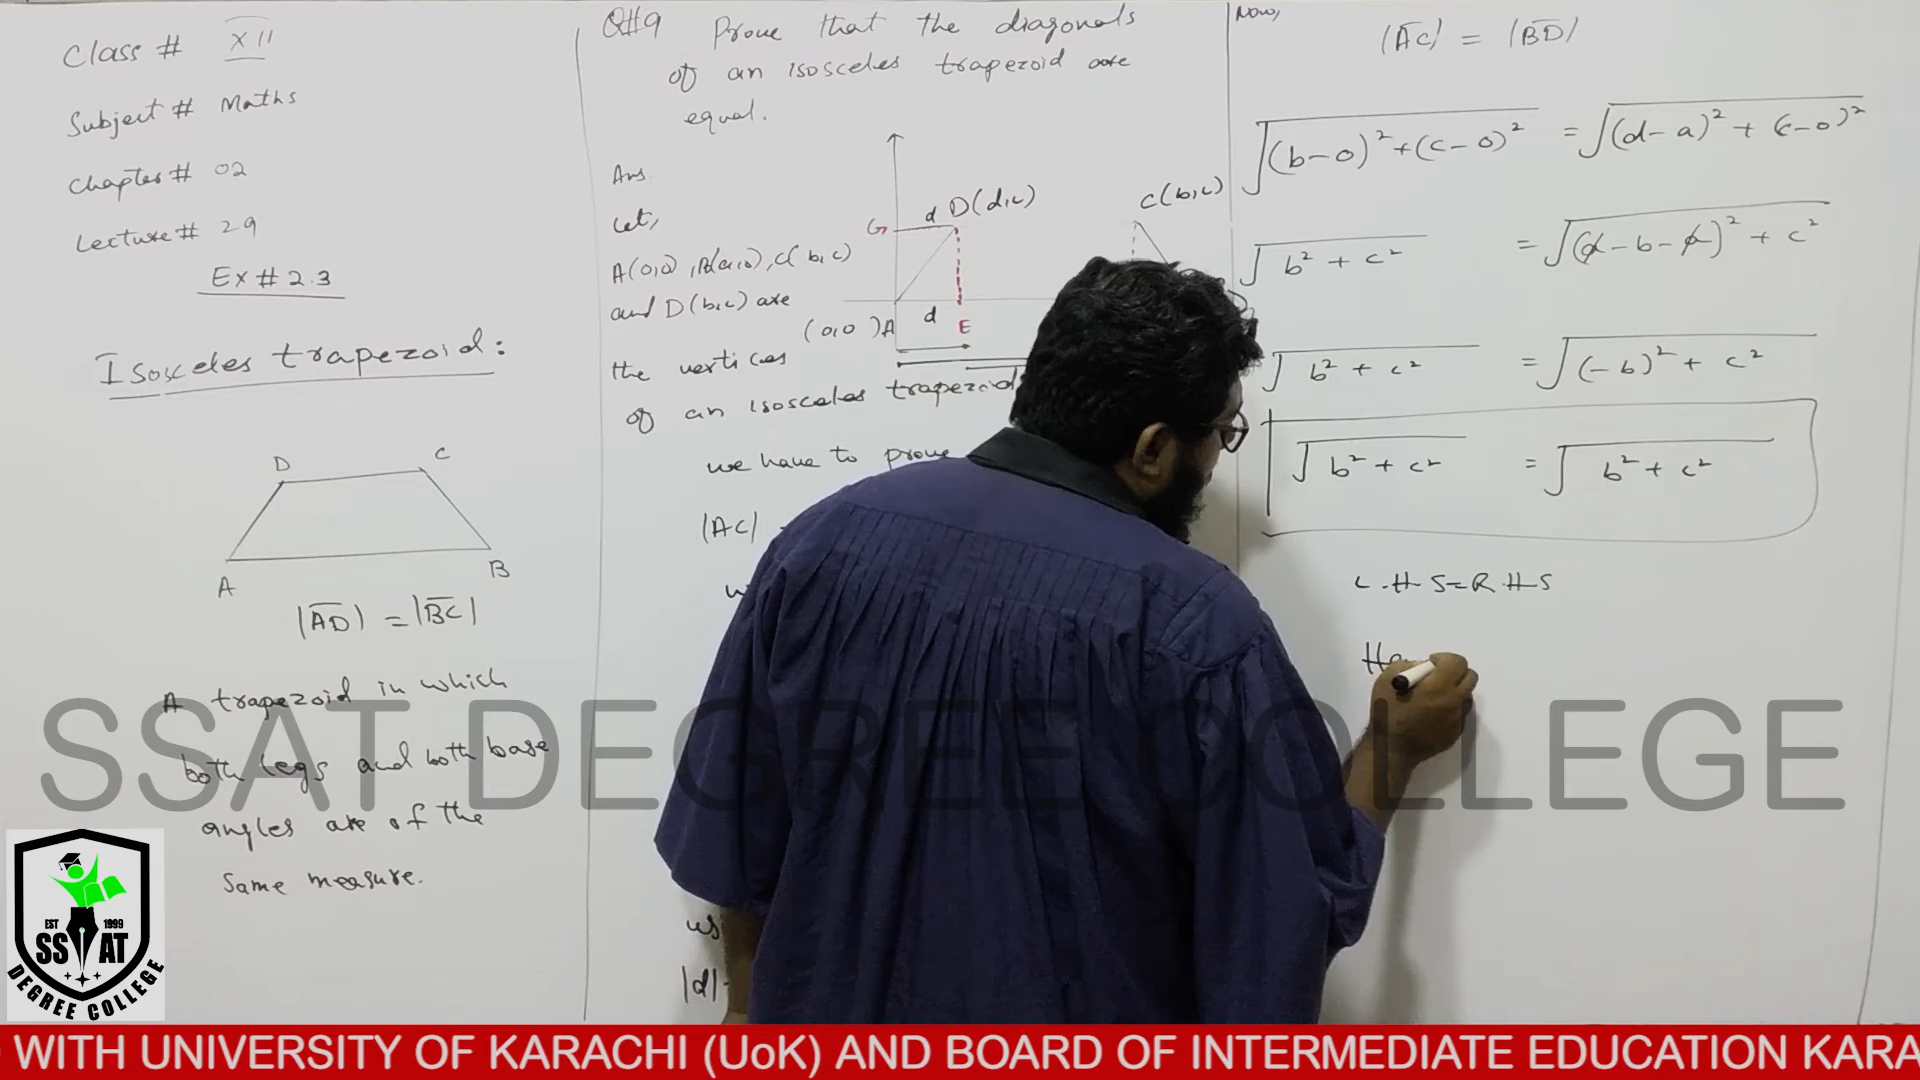 Class # XII
Subject # Maths
Chapter # 02
Lecture # 29
Ex # 2.3
Isosceles trapezoid:
D C
A B
|AD| = |BC|
A trapezoid in which
both legs and both base
angles are of the
same measure.
Q#9 Prove that the diagonals
of an isosceles trapezoid are
equal.
Ans.
Let,
A(0,0), B(a,0), C(b,c)
and D(b,c) are
the vertices
of an isosceles trapezoid
we have to prove
|AC|
|d|
G d D(d,c) C(b,c)
(0,0) A d E
Now,
|AC| = |BD|
√(b-0)²+(c-0)² = √(d-a)² + (c-0)²
√b² + c² = √(a-b-a)² + c²
√b² + c² = √(-b)² + c²
√b² + c² = √b² + c²
L.H.S=R.H.S
SSAT DEGREE COLLEGE
EST 1999
SSAT
DEGREE COLLEGE
WITH UNIVERSITY OF KARACHI (UoK) AND BOARD OF INTERMEDIATE EDUCATION KARA